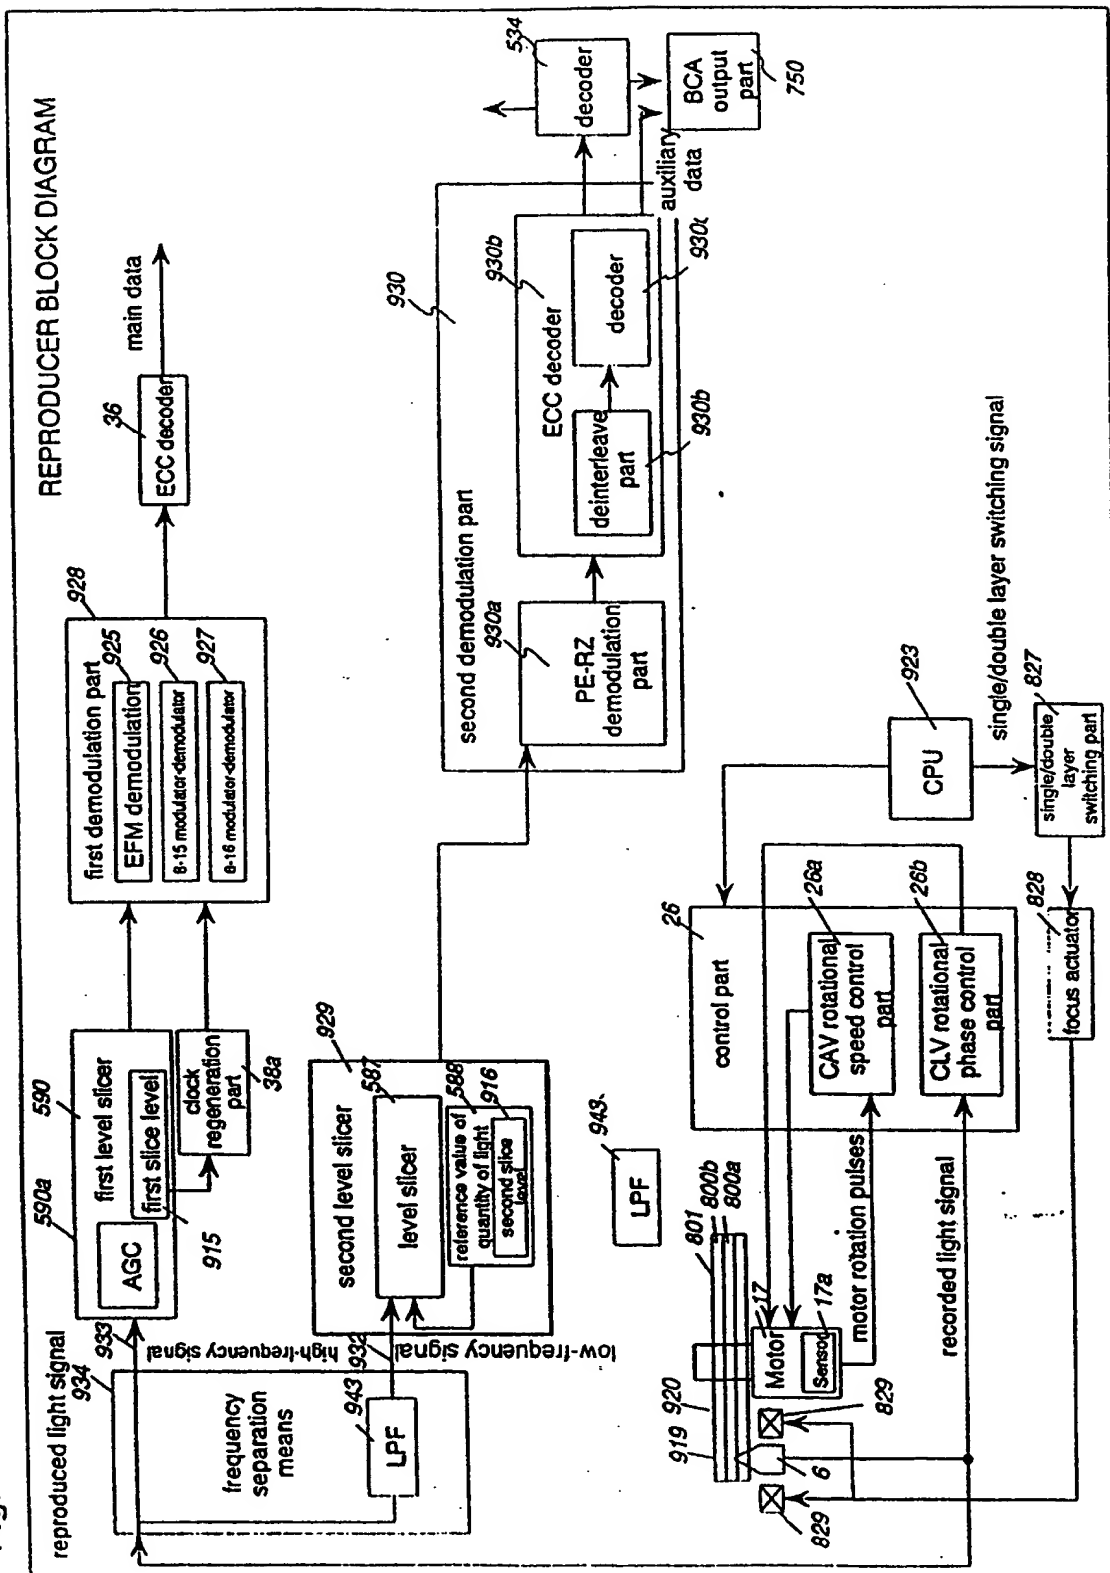 REPRODUCER BLOCK DIAGRAM
reproduced light signal
934
frequency
separation
means
943
LPF
933
high-frequency signal
932
low-frequency signal
590a
590
first level slicer
AGC
first slice level
915
clock
regeneration
part
38a
928
first demodulation part
925
EFM demodulation
926
8-15 modulator-demodulator
927
8-16 modulator-demodulator
36
ECC decoder
main data
929
second level slicer
587
level slicer
588
reference value of
quantity of light
916
second slice
level
930
second demodulation part
930a
PE-RZ
demodulation
part
930b
ECC decoder
deinterleave
part
930b
decoder
930c
auxiliary
data
534
decoder
BCA
output
part
750
943
LPF
919
920
801
800b
800a
17
Motor
17a
Sensor
829
829
6
motor rotation pulses
recorded light signal
26
control part
26a
CAV rotational
speed control
part
26b
CLV rotational
phase control
part
923
CPU
single/double layer switching signal
827
single/double
layer
switching part
828
focus actuator